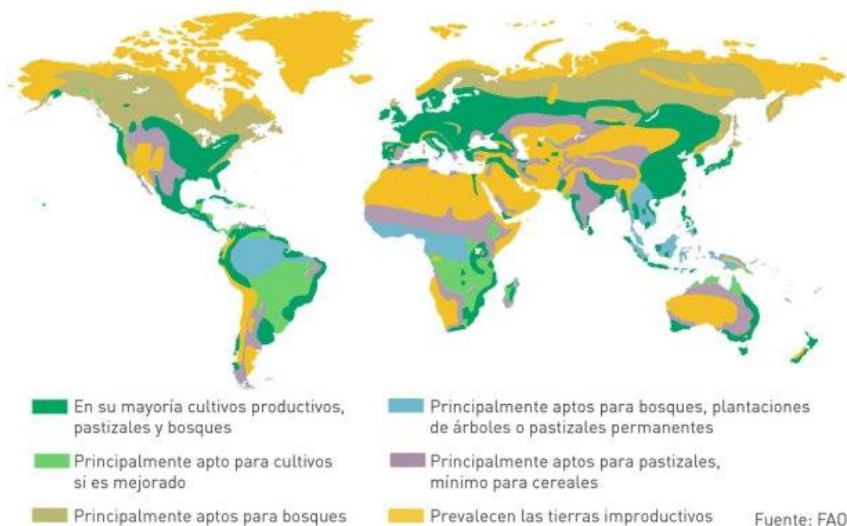 En su mayoría cultivos productivos,
pastizales y bosques
Principalmente apto para cultivos
sí es mejorado
Principalmente aptos para bosques
Principalmente aptos para bosques, plantaciones
de árboles o pastizales permanentes
Principalmente aptos para pastizales,
mínimo para cereales
Prevalecen las tierras improductivos
Fuente: FAO